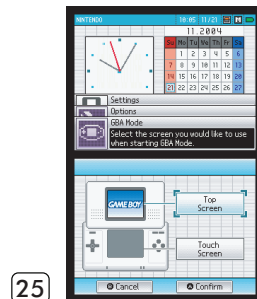 NINTENDO 18:05 11/21
11.2004
Su Mo Tu We Th Fr Sa
1 2 3 4 5 6
7 8 9 10 11 12 13
14 15 16 17 18 19 20
21 22 23 24 25 26 27
Settings
Options
GBA Mode
Select the screen you would like to use
when starting GBA Mode.
GAME BOY
Top
Screen
Touch
Screen
B Cancel
A Confirm
25